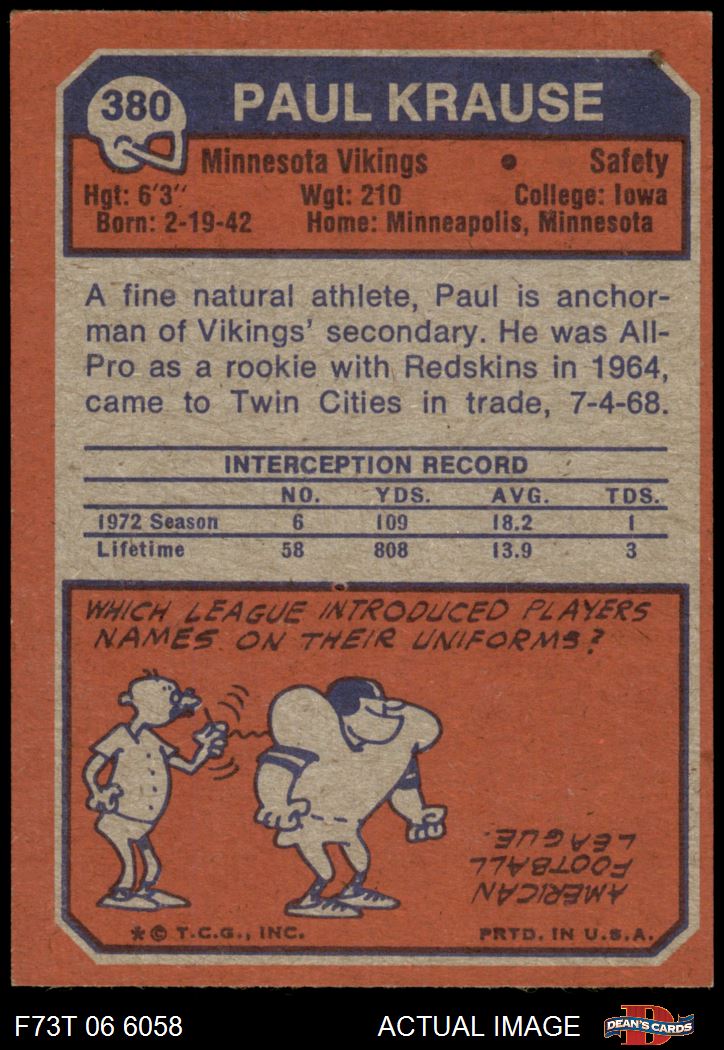 380 PAUL KRAUSE
Minnesota Vikings • Safety
Hgt: 6'3" Wgt: 210 College: Iowa
Born: 2-19-42 Home: Minneapolis, Minnesota
A fine natural athlete, Paul is anchor-
man of Vikings' secondary. He was All-
Pro as a rookie with Redskins in 1964,
came to Twin Cities in trade, 7-4-68.
INTERCEPTION RECORD
NO. YDS. AVG. TDS.
1972 Season 6 109 18.2 1
Lifetime 58 808 13.9 3
WHICH LEAGUE INTRODUCED PLAYERS
NAMES ON THEIR UNIFORMS?
AMERICAN
FOOTBALL
LEAGUE.
*© T.C.G., INC. PRTD. IN U.S.A.
F73T 06 6058 ACTUAL IMAGE D DEAN'S CARDS